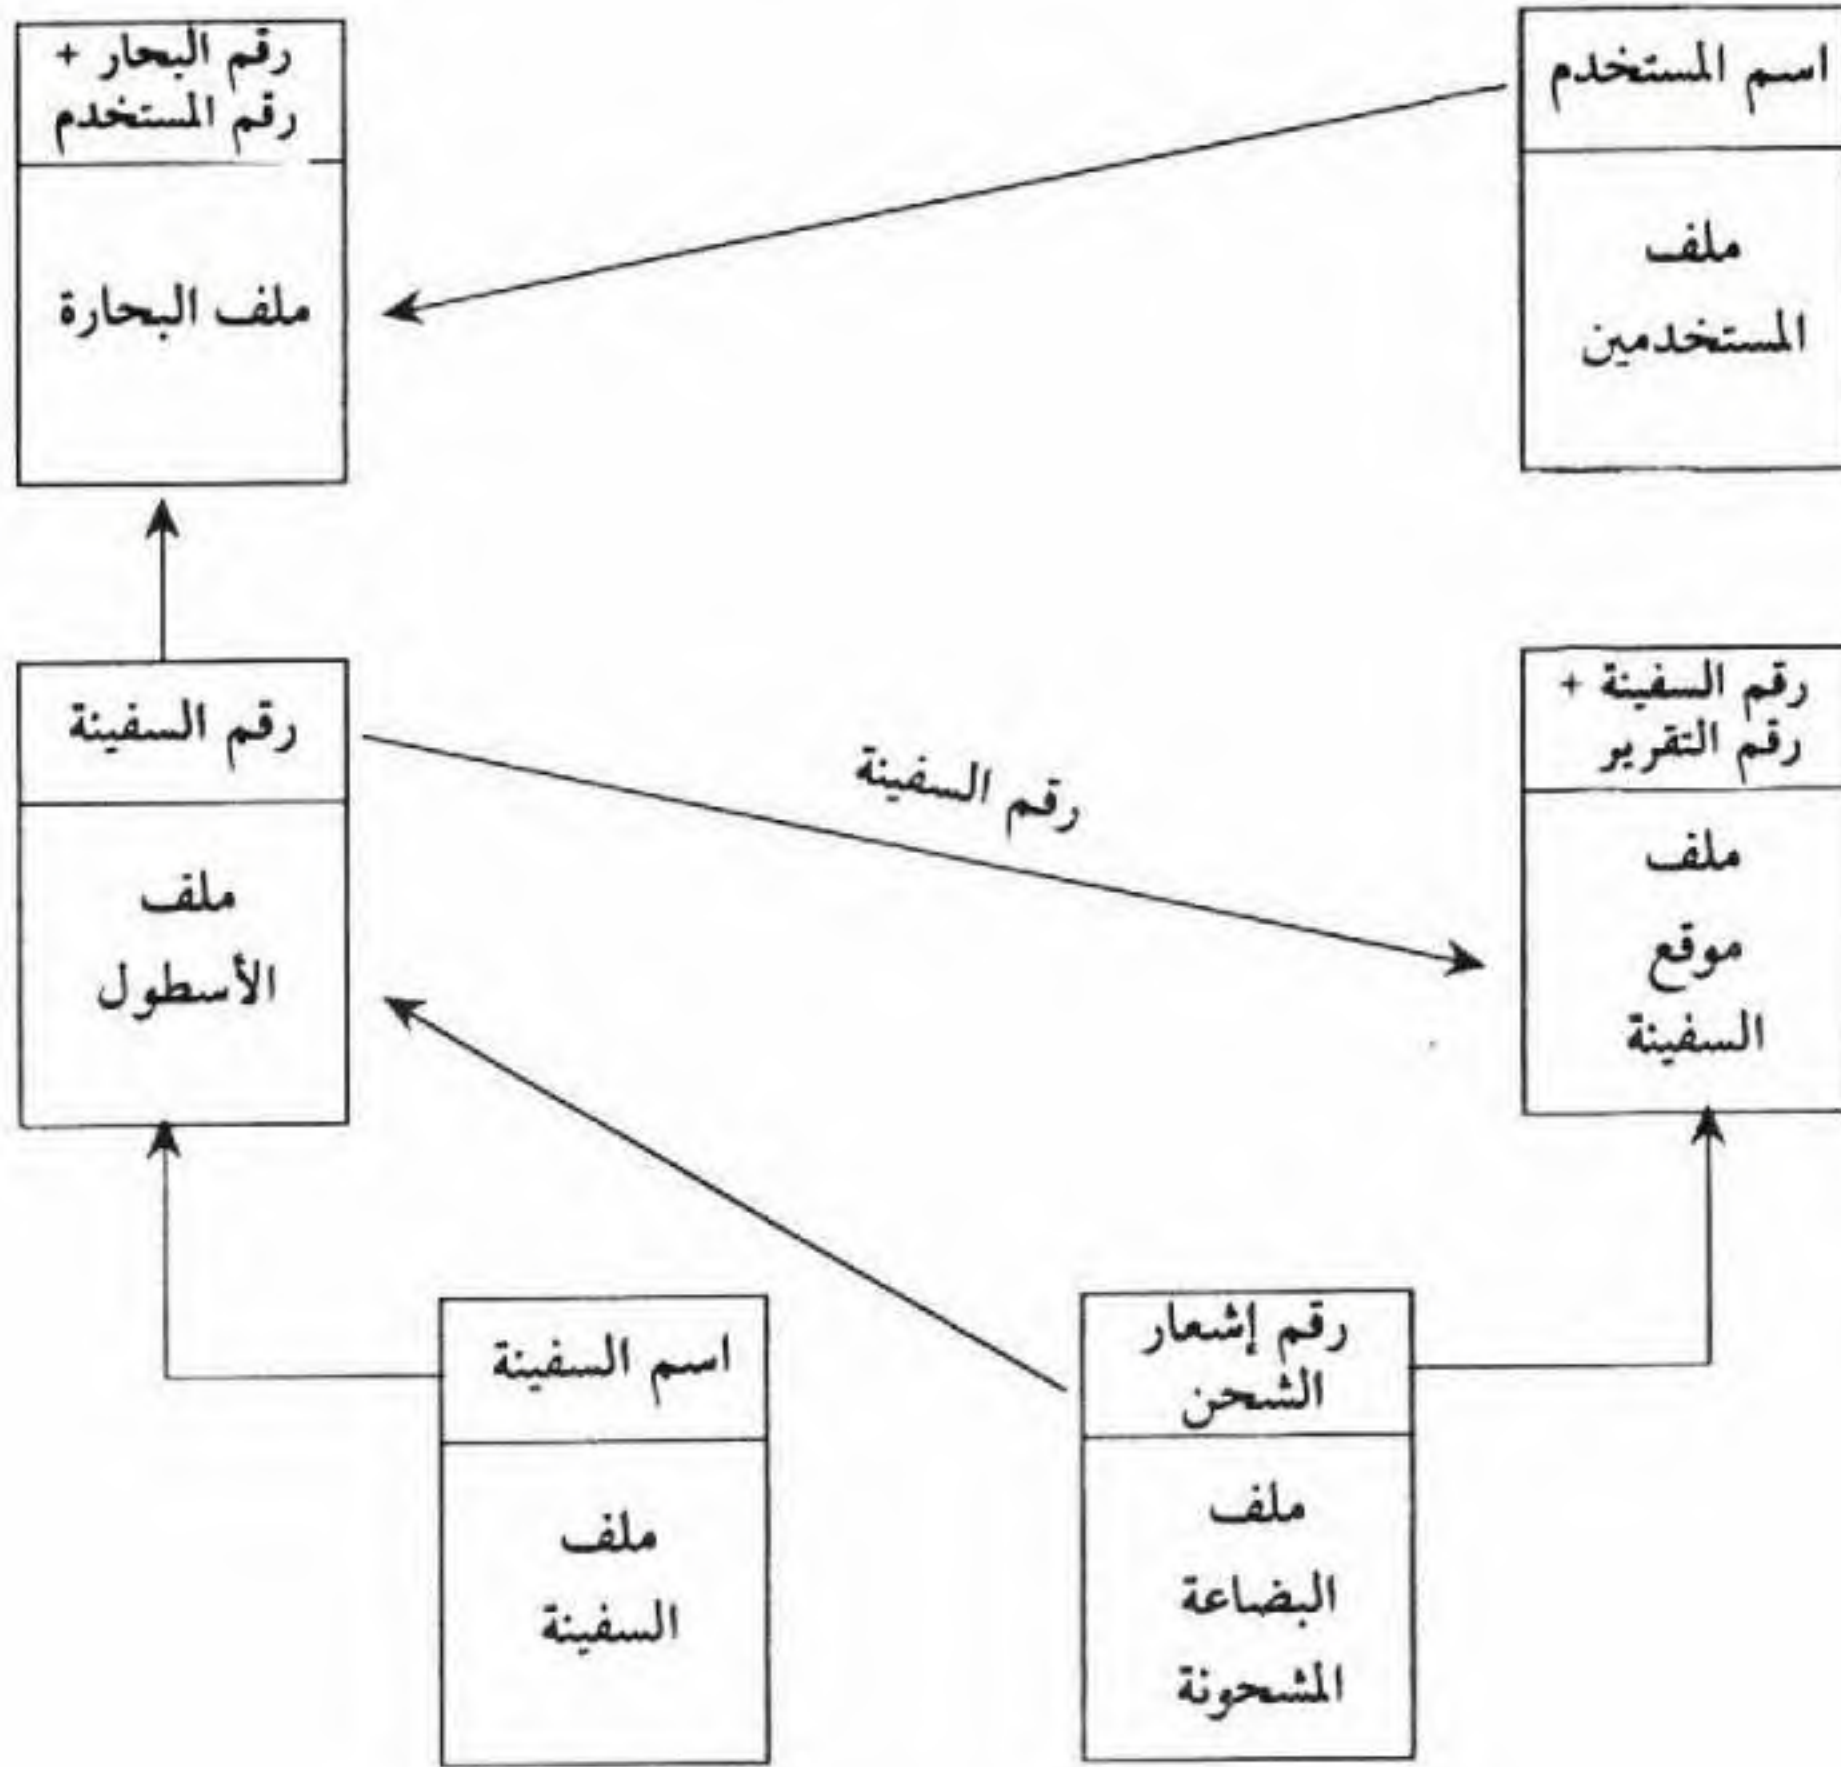 اسم المستخدم
ملف
المستخدمين
رقم البحار +
رقم المستخدم
ملف البحارة
رقم السفينة +
رقم التقرير
ملف
موقع
السفينة
رقم السفينة
رقم السفينة
ملف
الأسطول
رقم إشعار
الشحن
ملف
البضاعة
المشحونة
اسم السفينة
ملف
السفينة